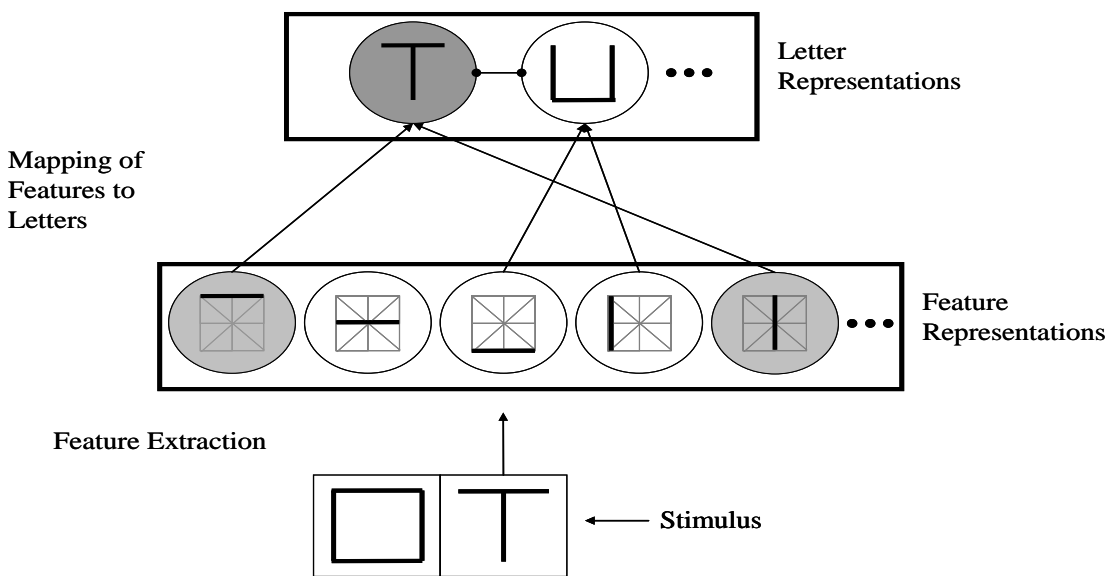 T U
Letter
Representations
Mapping of
Features to
Letters
Feature
Representations
Feature Extraction
T
Stimulus